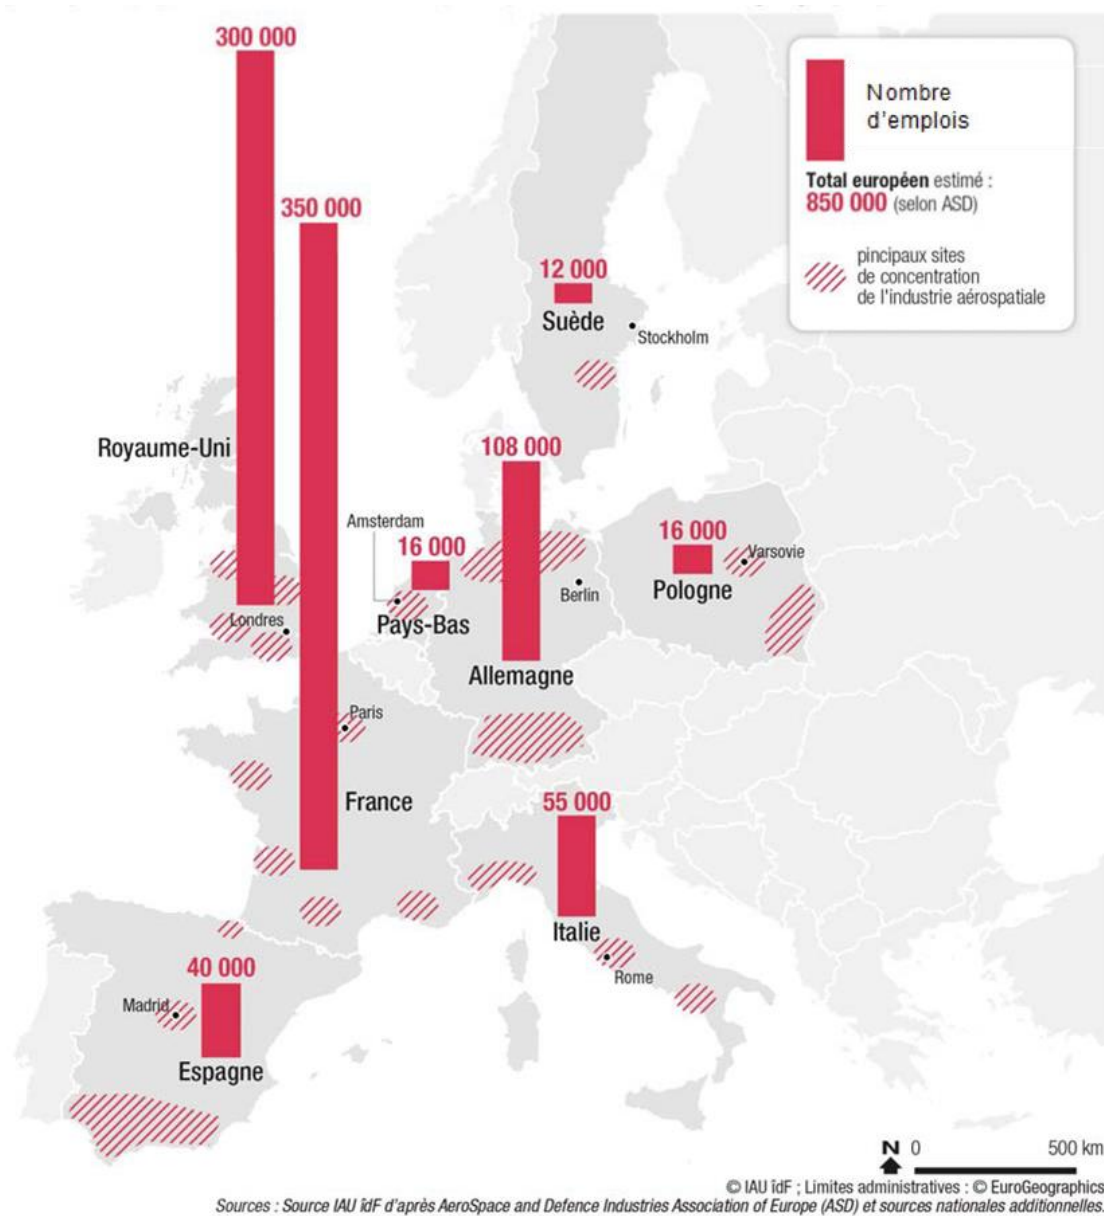 300 000
Nombre
d'emplois
Total européen estimé :
850 000 (selon ASD)
pincipaux sites
de concentration
de l'industrie aérospatiale
350 000
12 000
Suède
Stockholm
Royaume-Uni
108 000
Amsterdam
16 000
16 000
Varsovie
Berlin
Pologne
Londres
Pays-Bas
Allemagne
Paris
France
55 000
Italie
40 000
Rome
Madrid
Espagne
N 0 500 km
© IAU îdF ; Limites administratives : © EuroGeographics
Sources : Source IAU îdF d'après AeroSpace and Defence Industries Association of Europe (ASD) et sources nationales additionnelles.